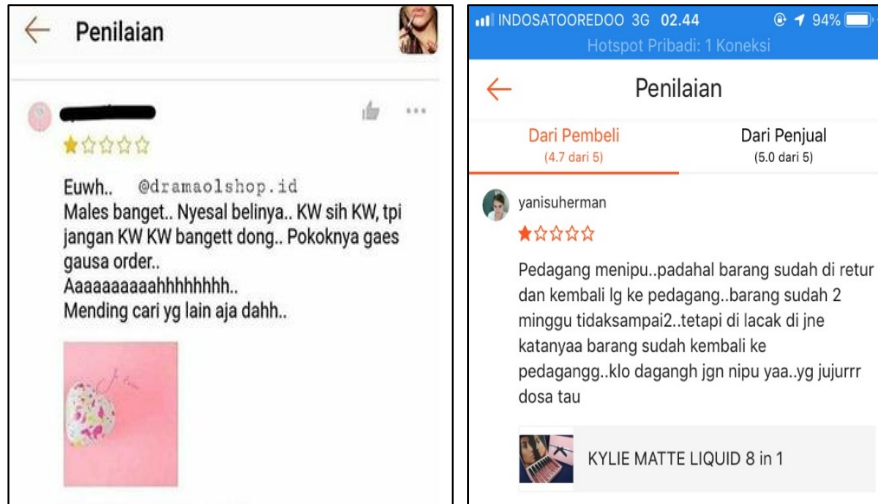 Penilaian
Euwh.. @dramaolshop.id
Males banget.. Nyesal belinya.. KW sih KW, tpi
jangan KW KW bangett dong.. Pokoknya gaes
gausa order..
Aaaaaaaaaahhhhhhhh..
Mending cari yg lain aja dahh..
INDOSATOOREDOO 3G 02.44 94%
Hotspot Pribadi: 1 Koneksi
Penilaian
Dari Pembeli
(4.7 dari 5)
Dari Penjual
(5.0 dari 5)
yanisuherman
Pedagang menipu..padahal barang sudah di retur
dan kembali lg ke pedagang..barang sudah 2
minggu tidaksampai2..tetapi di lacak di jne
katanyaa barang sudah kembali ke
pedagangg..klo dagangh jgn nipu yaa..yg jujurrr
dosa tau
KYLIE MATTE LIQUID 8 in 1